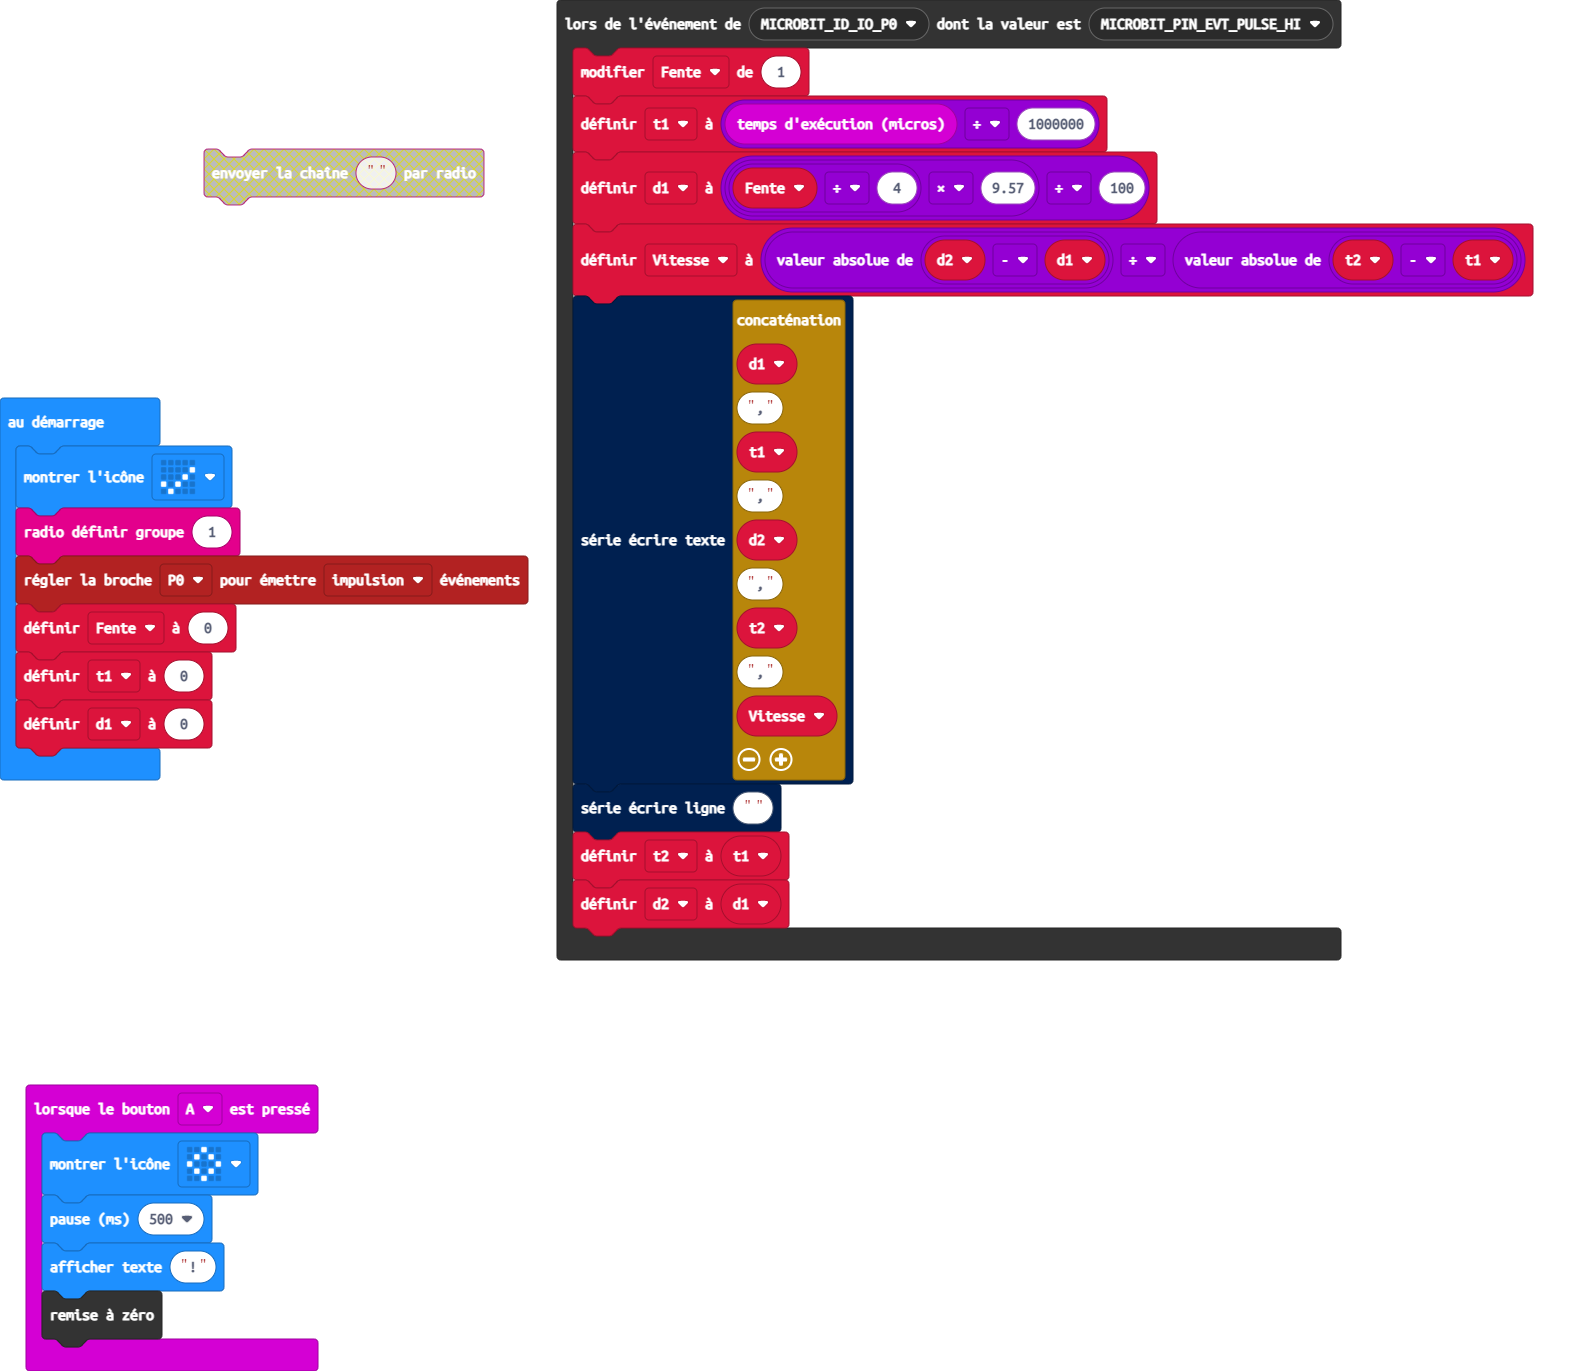 lors de l'événement de MICROBIT_ID_IO_P0 dont la valeur est MICROBIT_PIN_EVT_PULSE_HI
modifier Fente de 1
définir t1 à temps d'exécution (micros) ÷ 1000000
définir d1 à Fente ÷ 4 × 9.57 ÷ 100
définir Vitesse à valeur absolue de d2 - d1 ÷ valeur absolue de t2 - t1
série écrire texte
concaténation
d1
","
t1
","
d2
","
t2
","
Vitesse
série écrire ligne ""
définir t2 à t1
définir d2 à d1
envoyer la chaîne "" par radio
au démarrage
montrer l'icône
radio définir groupe 1
régler la broche P0 pour émettre impulsion événements
définir Fente à 0
définir t1 à 0
définir d1 à 0
lorsque le bouton A est pressé
montrer l'icône
pause (ms) 500
afficher texte "!"
remise à zéro